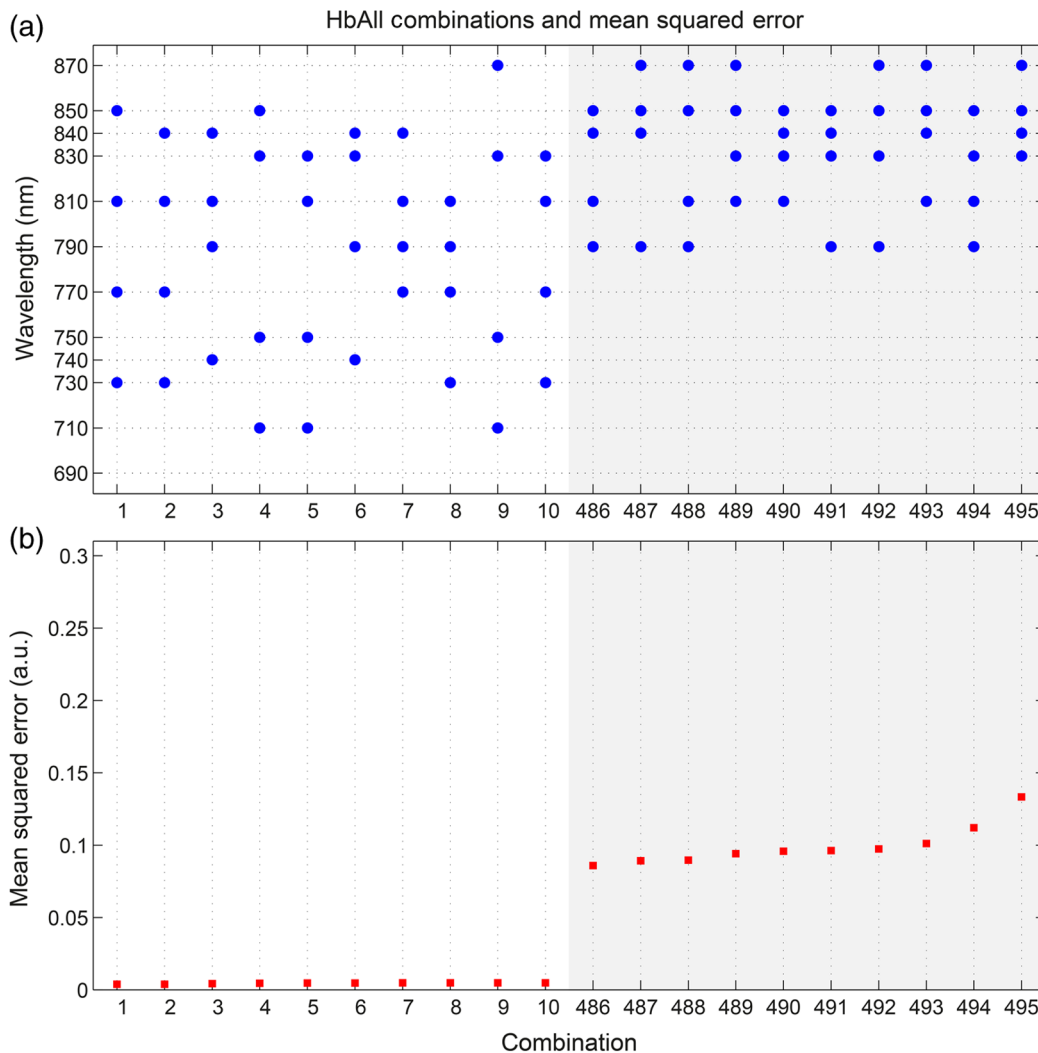 (a)
HbAll combinations and mean squared error
870
850
840
830
810
790
770
750
740
730
710
690
Wavelength (nm)
1 2 3 4 5 6 7 8 9 10 486 487 488 489 490 491 492 493 494 495
(b)
0.3
0.25
0.2
0.15
0.1
0.05
0
Mean squared error (a.u.)
1 2 3 4 5 6 7 8 9 10 486 487 488 489 490 491 492 493 494 495
Combination